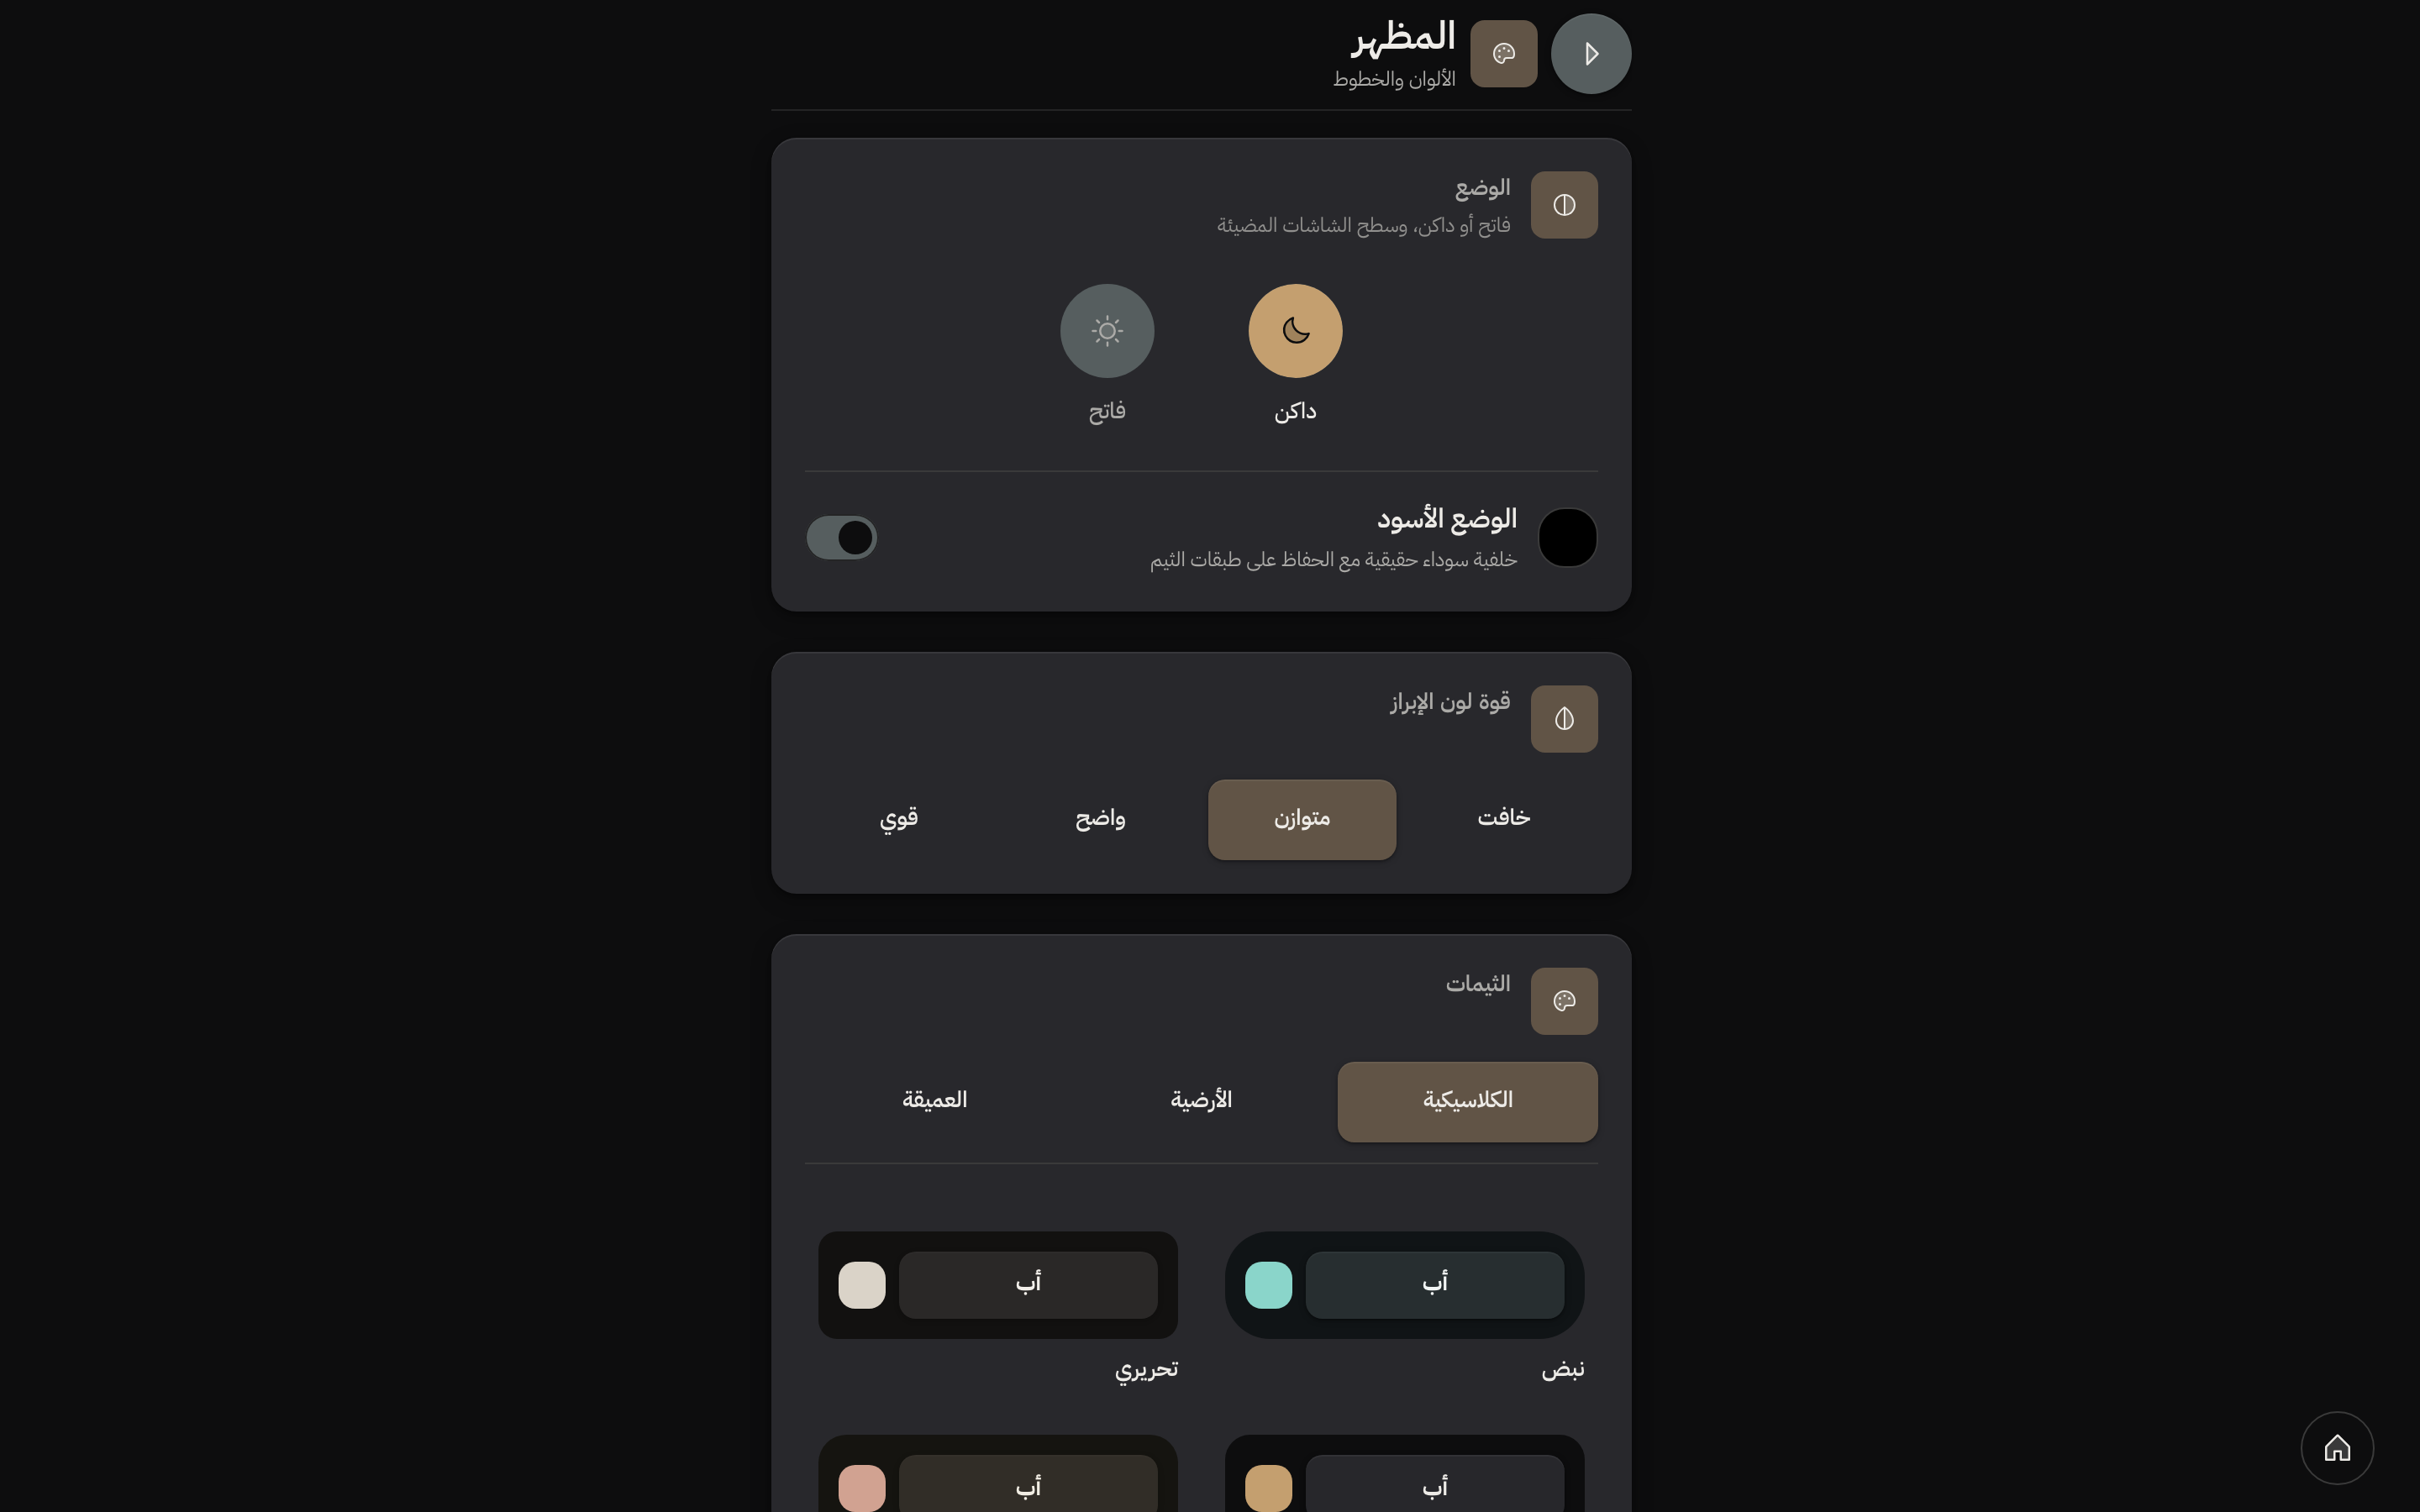 المظهر
الألوان والخطوط
الوضع
فاتح أو داكن، وسطح الشاشات المضيئة
داكن
فاتح
الوضع الأسود
خلفية سوداء حقيقية مع الحفاظ على طبقات الثيم
قوة لون الإبراز
خافت
متوازن
واضح
قوي
الثيمات
الكلاسيكية
الأرضية
العميقة
أب
أب
نبض
تحريري
أب
أب